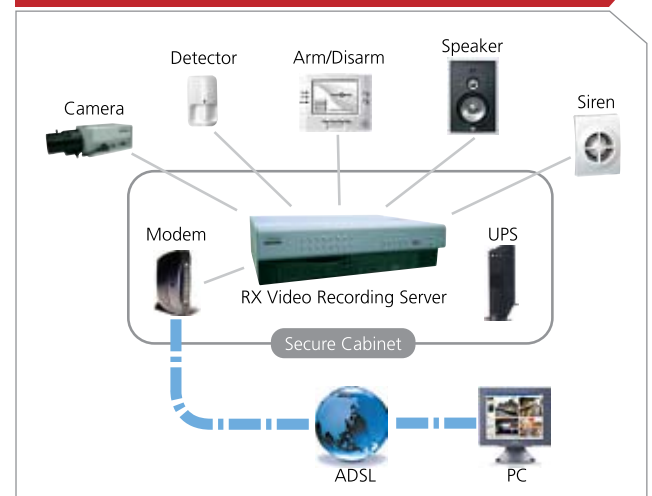 Speaker
Detector
Arm/Disarm
Siren
Camera
Modem
UPS
RX Video Recording Server
Secure Cabinet
ADSL
PC